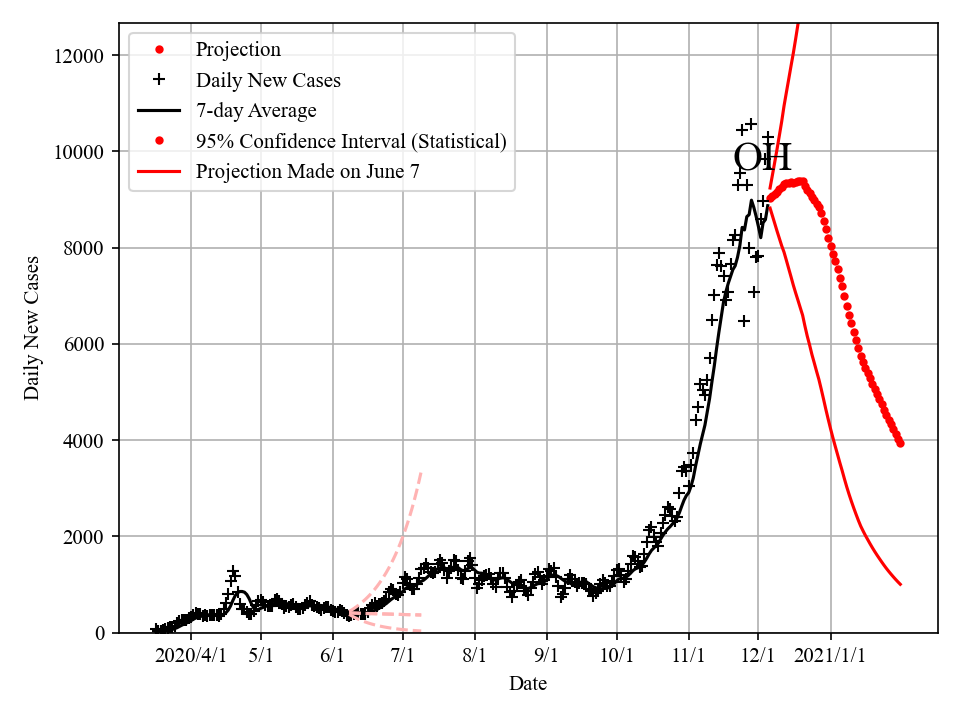 12000
10000
8000
6000
4000
2000
0
Daily New Cases
Projection
Daily New Cases
7-day Average
95% Confidence Interval (Statistical)
Projection Made on June 7
OH
2020/4/1 5/1 6/1 7/1 8/1 9/1 10/1 11/1 12/1 2021/1/1
Date